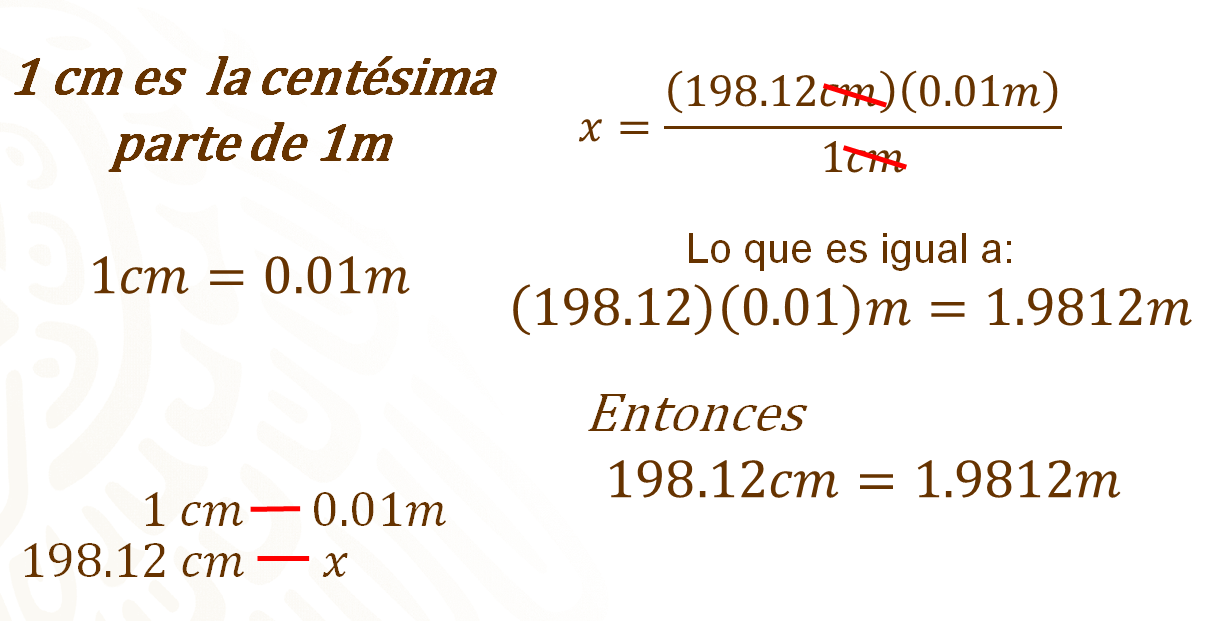 1 cm es la centésima
parte de 1m
1cm = 0.01m
1 cm — 0.01m
198.12 cm — x
x = (198.12cm)(0.01m)
1cm
Lo que es igual a:
(198.12)(0.01)m = 1.9812m
Entonces
198.12cm = 1.9812m